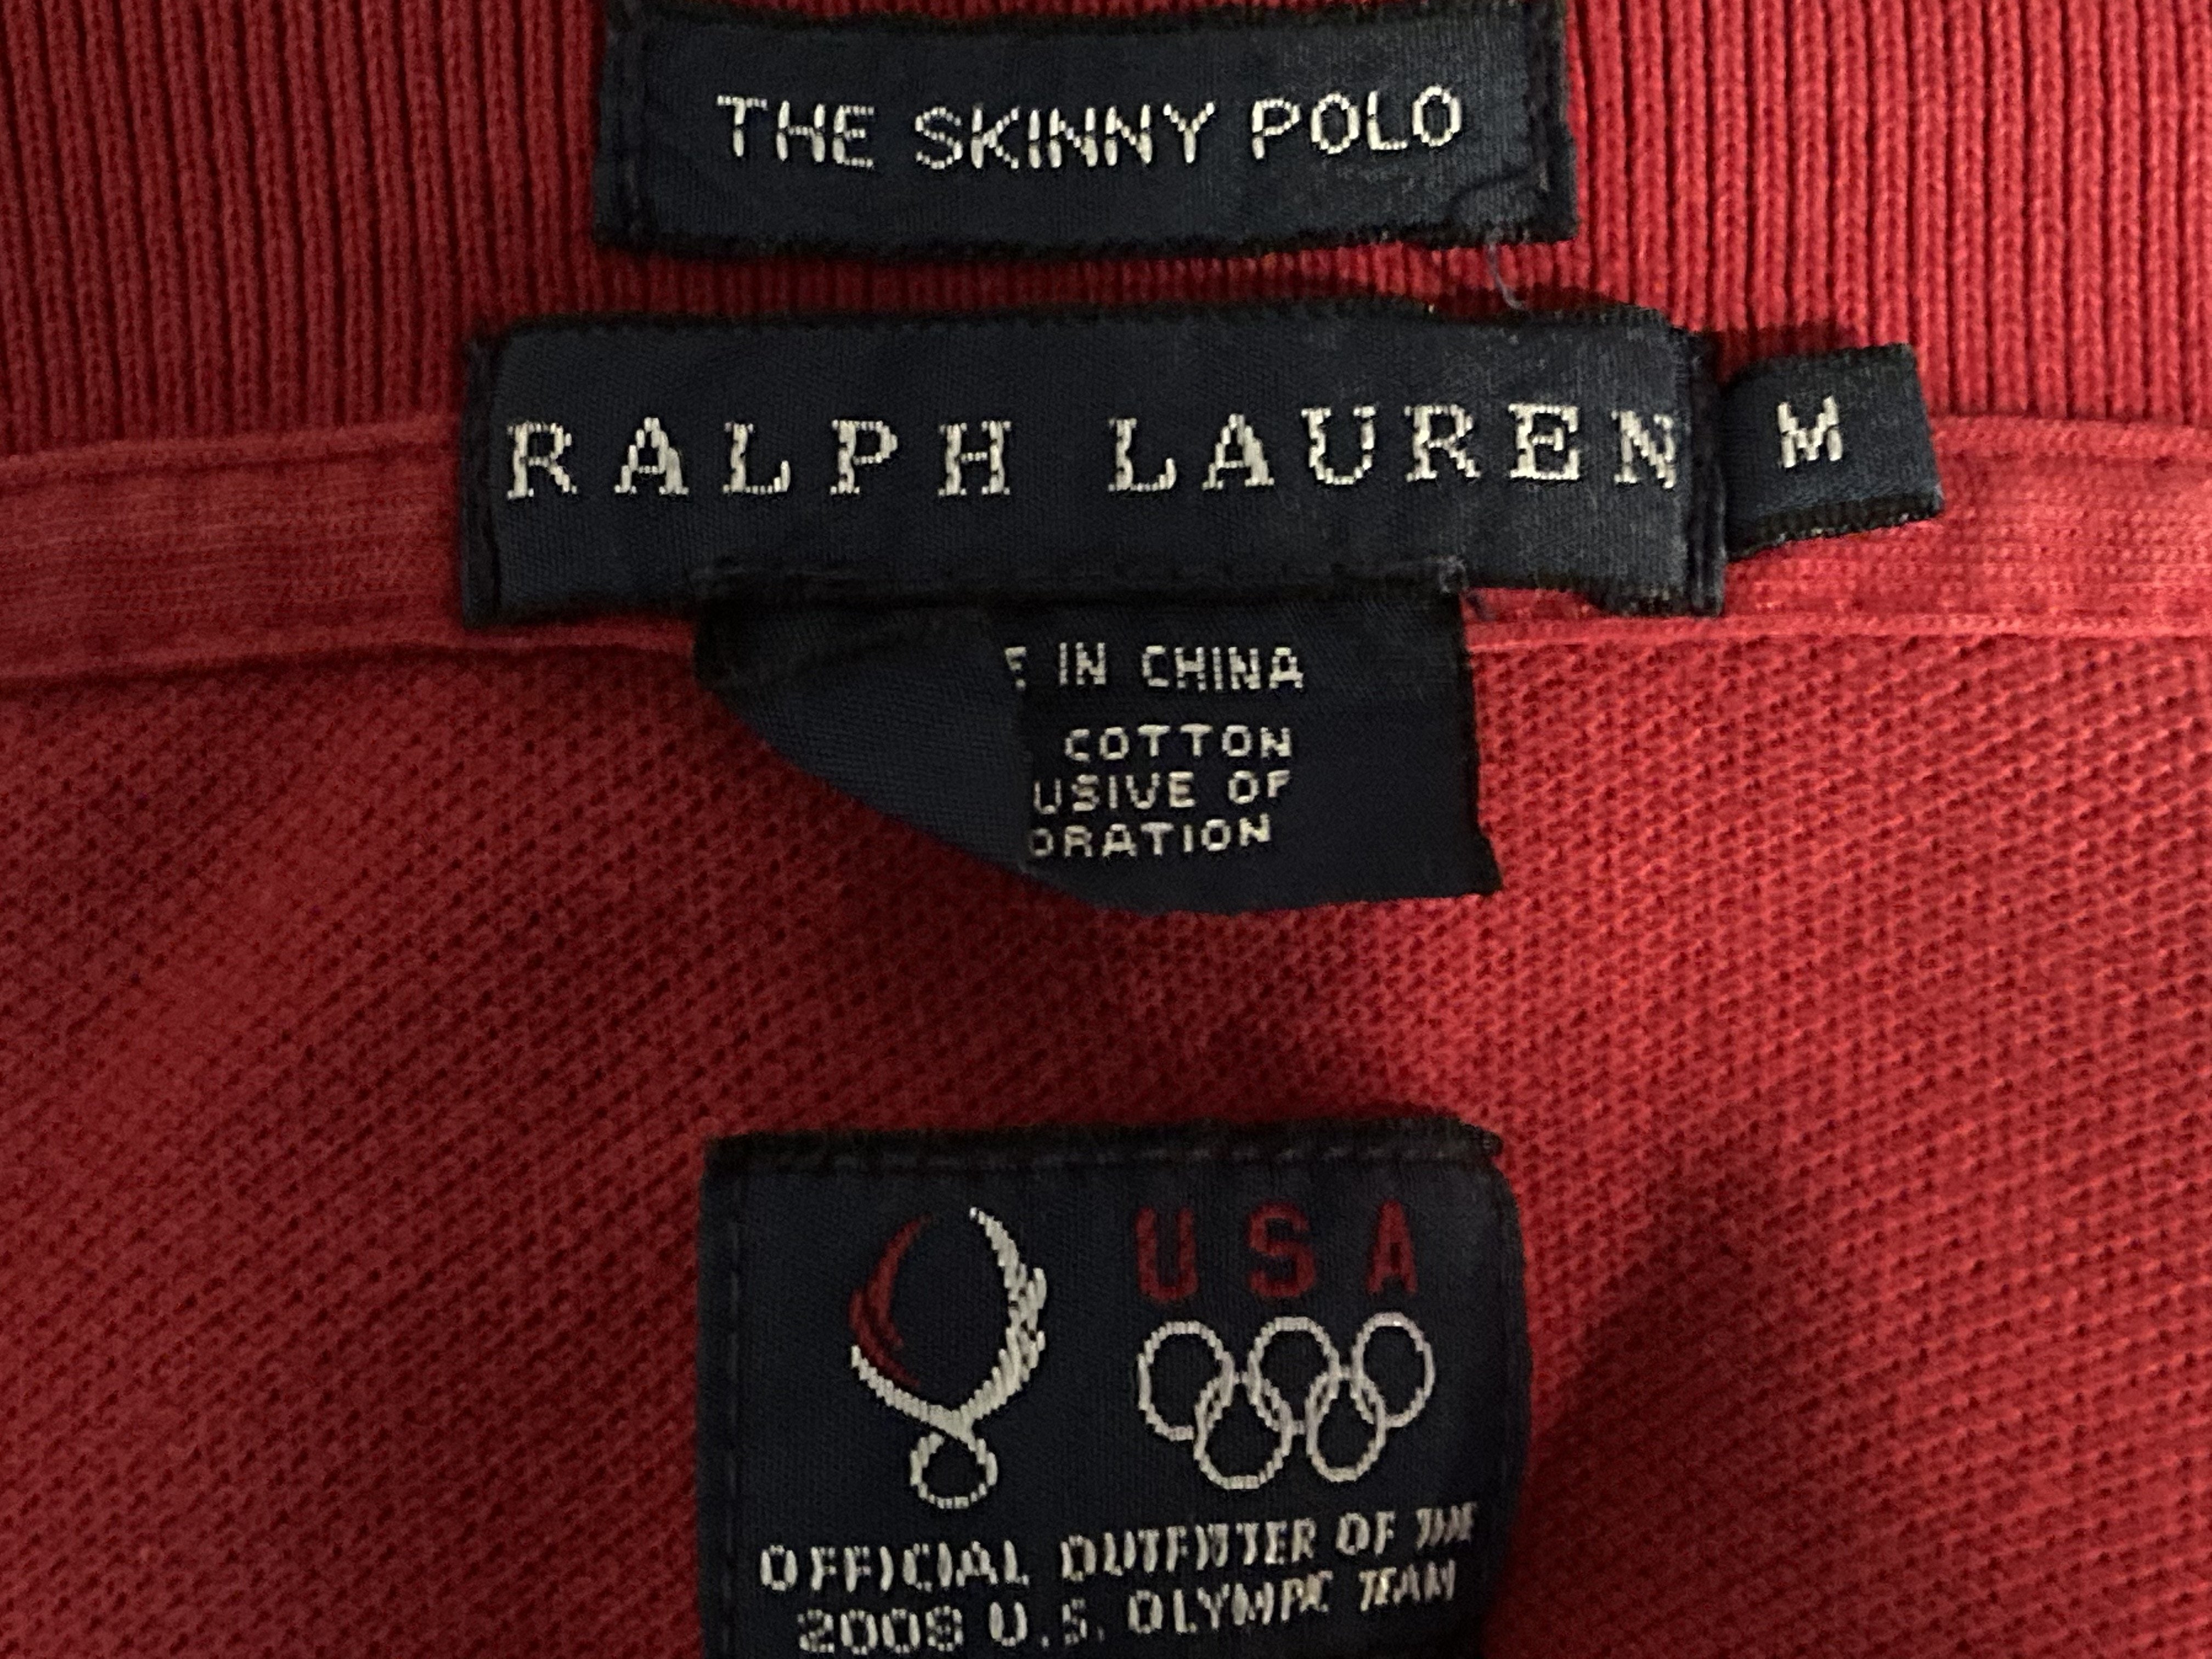 THE SKINNY POLO
RALPH LAUREN
M
E IN CHINA
COTTON
USIVE OF
ORATION
USA
OFFICIAL OUTFITTER OF THE
2008 U.S. OLYMPIC TEAM